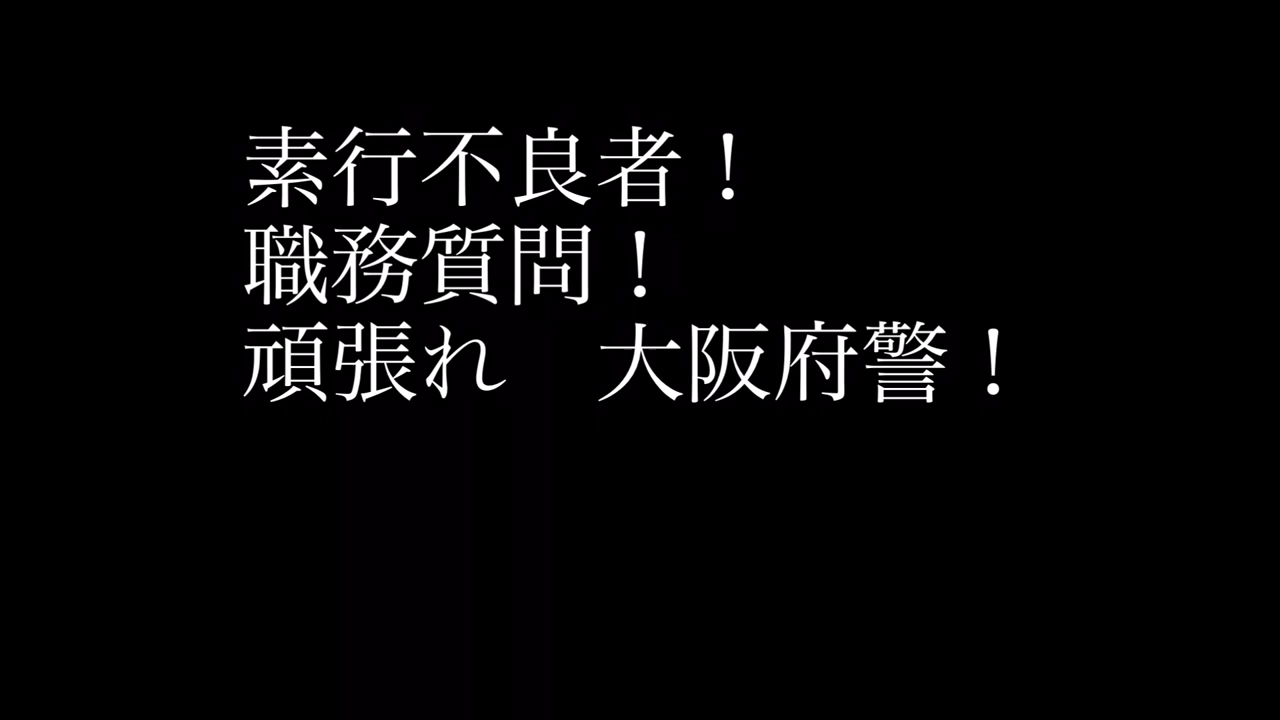 素行不良者！
職務質問！
頑張れ　大阪府警！